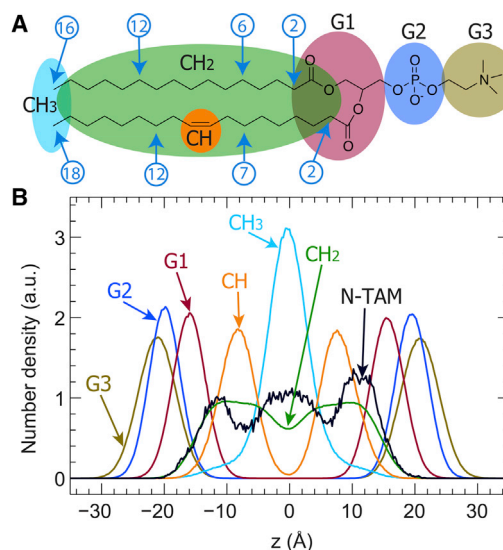 A
G1
G2
G3
16
12
CH₂
6
2
CH₃
O
O
O
O
O
P
O
O⁻
O
N
CH
18
12
7
2
B
CH₃
CH₂
N-TAM
G1
G2
CH
G3
Number density (a.u.)
3
2
1
0
−30
−20
−10
0
10
20
30
z (Å)